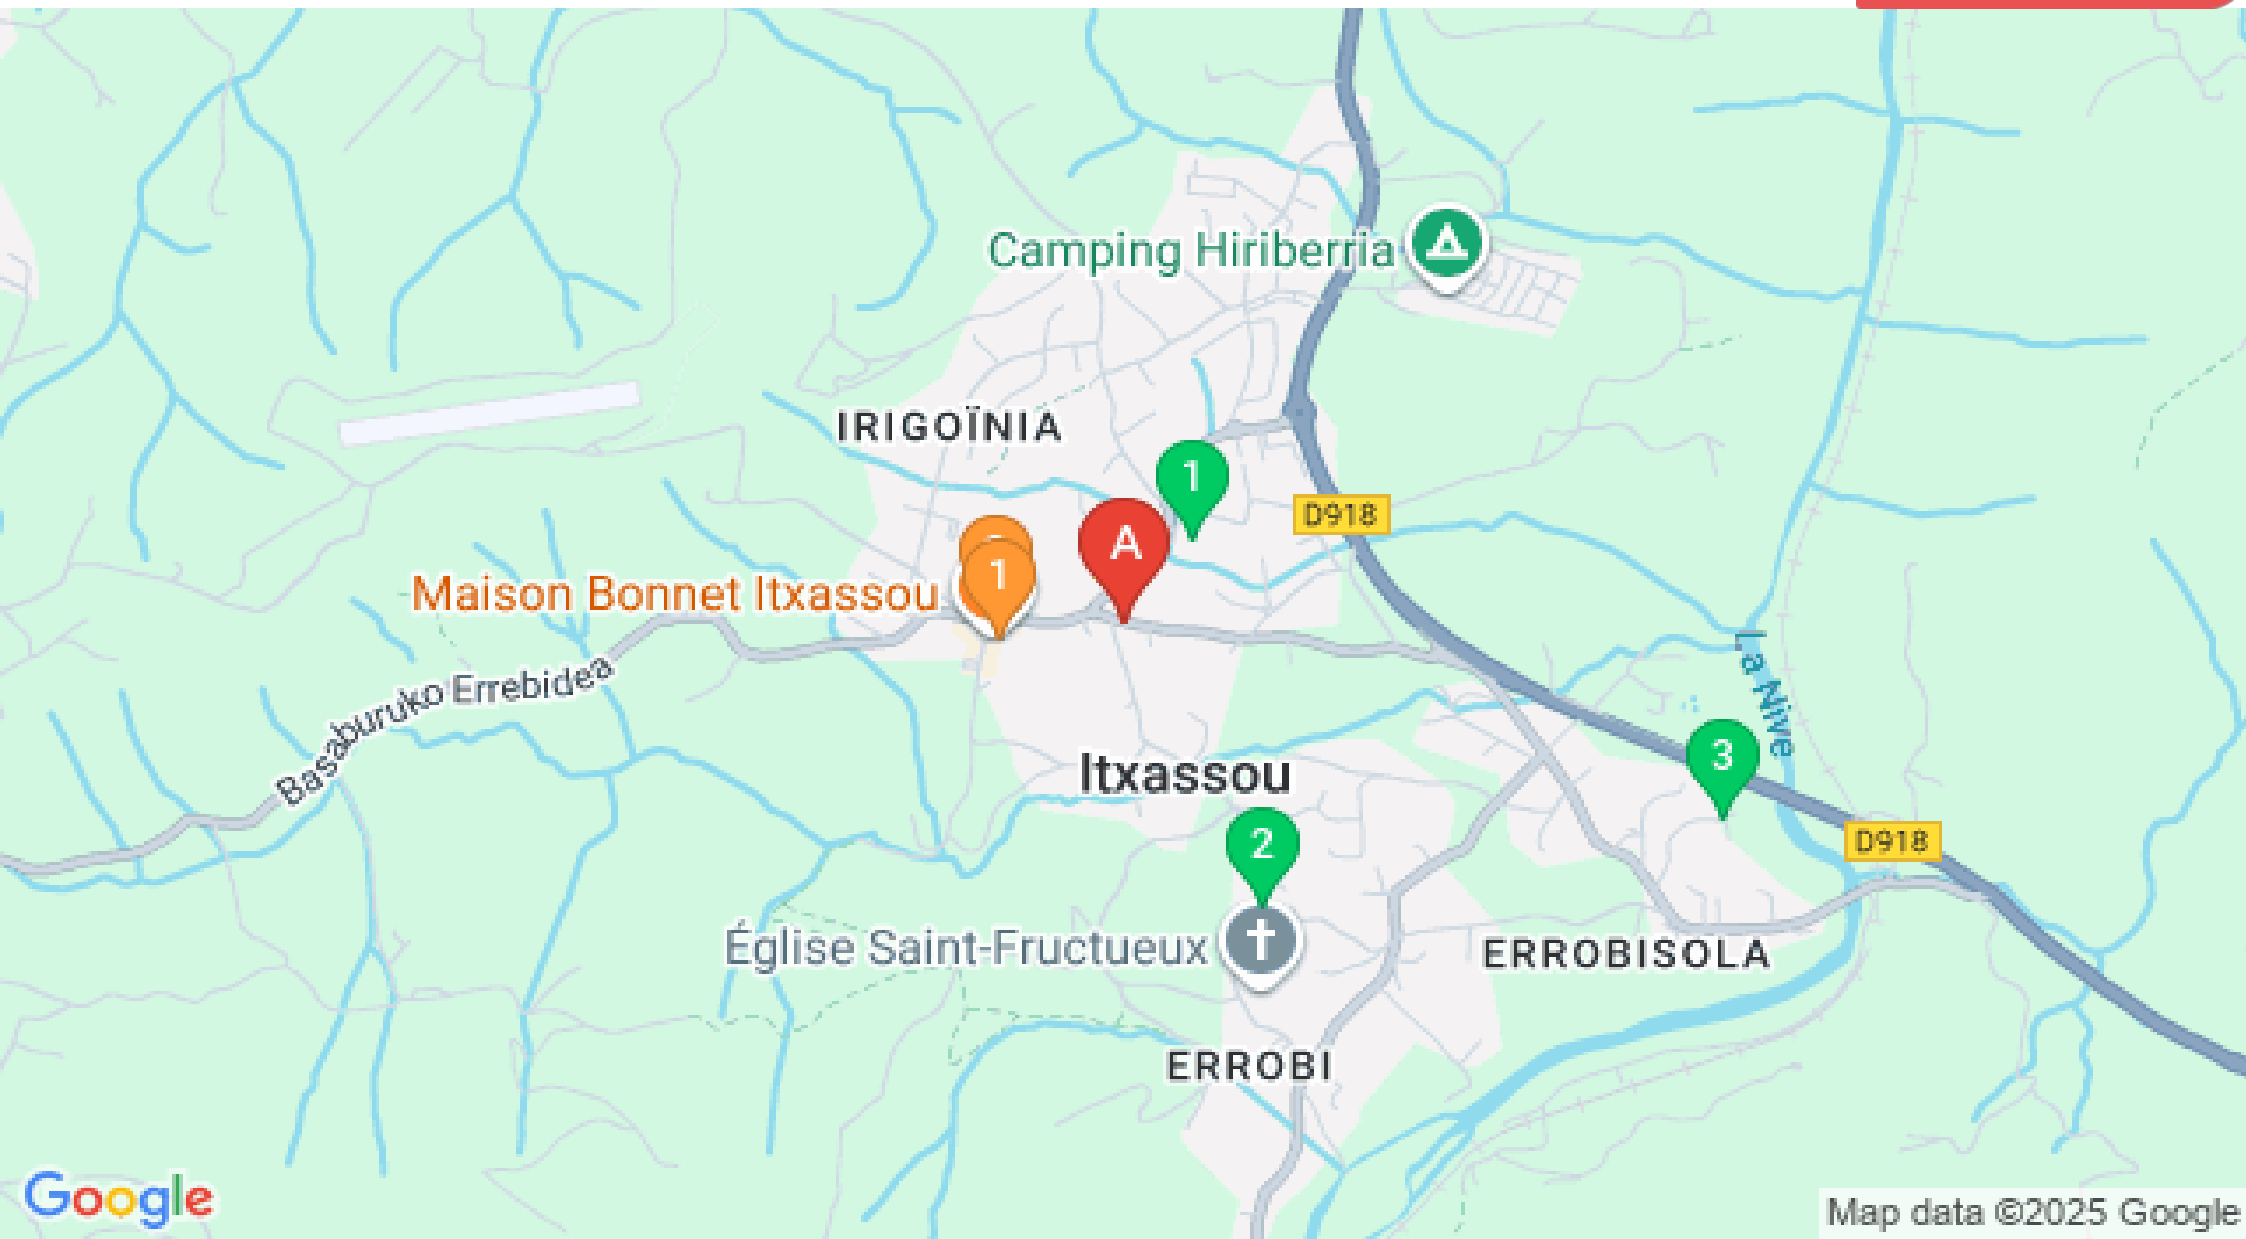 Camping Hiriberria
IRIGOÏNIA
1
D918
A
1
Maison Bonnet Itxassou
Basaburuko Errebidea
La Nive
3
Itxassou
2
D918
Église Saint-Fructueux
ERROBISOLA
ERROBI
Google
Map data ©2025 Google